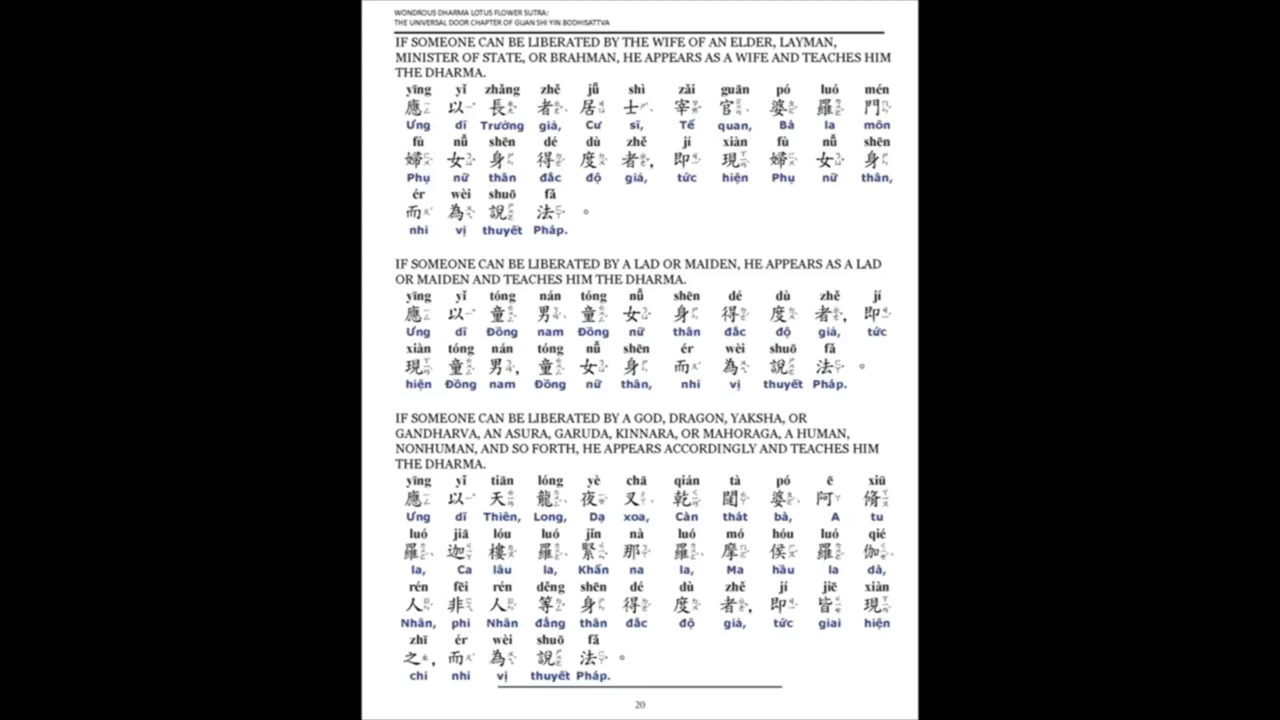 WONDROUS DHARMA LOTUS FLOWER SUTRA:
THE UNIVERSAL DOOR CHAPTER OF GUAN SHI YIN BODHISATTVA
IF SOMEONE CAN BE LIBERATED BY THE WIFE OF AN ELDER, LAYMAN,
MINISTER OF STATE, OR BRAHMAN, HE APPEARS AS A WIFE AND TEACHES HIM
THE DHARMA.
yīng yǐ zhǎng zhě jǖ shì zǎi guān pó luó mén
應 以 長 者、 居 士、 宰 官、 婆 羅 門
Ưng dĩ Trưởng giả, Cư sĩ, Tể quan, Bà la môn
fù nǚ shēn dé dù zhě jí xiàn fù nǚ shēn
婦 女 身 得 度 者, 即 現 婦 女 身
Phụ nữ thân đắc độ giả, tức hiện Phụ nữ thân,
ér wèi shuō fǎ
而 為 說 法 。
nhi vị thuyết Pháp.
IF SOMEONE CAN BE LIBERATED BY A LAD OR MAIDEN, HE APPEARS AS A LAD
OR MAIDEN AND TEACHES HIM THE DHARMA.
yīng yǐ tóng nán tóng nǚ shēn dé dù zhě jí
應 以 童 男、 童 女 身 得 度 者, 即
Ưng dĩ Đồng nam Đồng nữ thân đắc độ giả, tức
xiàn tóng nán tóng nǚ shēn ér wèi shuō fǎ
現 童 男, 童 女 身 而 為 說 法 。
hiện Đồng nam Đồng nữ thân, nhi vị thuyết Pháp.
IF SOMEONE CAN BE LIBERATED BY A GOD, DRAGON, YAKSHA, OR
GANDHARVA, AN ASURA, GARUDA, KINNARA, OR MAHORAGA, A HUMAN,
NONHUMAN, AND SO FORTH, HE APPEARS ACCORDINGLY AND TEACHES HIM
THE DHARMA.
yīng yǐ tiān lóng yè chā qián tà pó ē xiū
應 以 天、 龍、 夜 叉、 乾 闥 婆、 阿 脩
Ưng dĩ Thiên, Long, Dạ xoa, Càn thát bà, A tu
luó jiā lóu luó jǐn nà luó mó hóu luó qié
羅、 迦 樓 羅、 緊 那 羅、 摩 侯 羅 伽、
la, Ca lâu la, Khẩn na la, Ma hầu la dà,
rén fēi rén děng shēn dé dù zhě jí jiē xiàn
人 非 人 等 身 得 度 者, 即 皆 現
Nhân, phi Nhân đẳng thân đắc độ giả, tức giai hiện
zhī ér wèi shuō fǎ
之, 而 為 說 法 。
chi nhi vị thuyết Pháp.
20